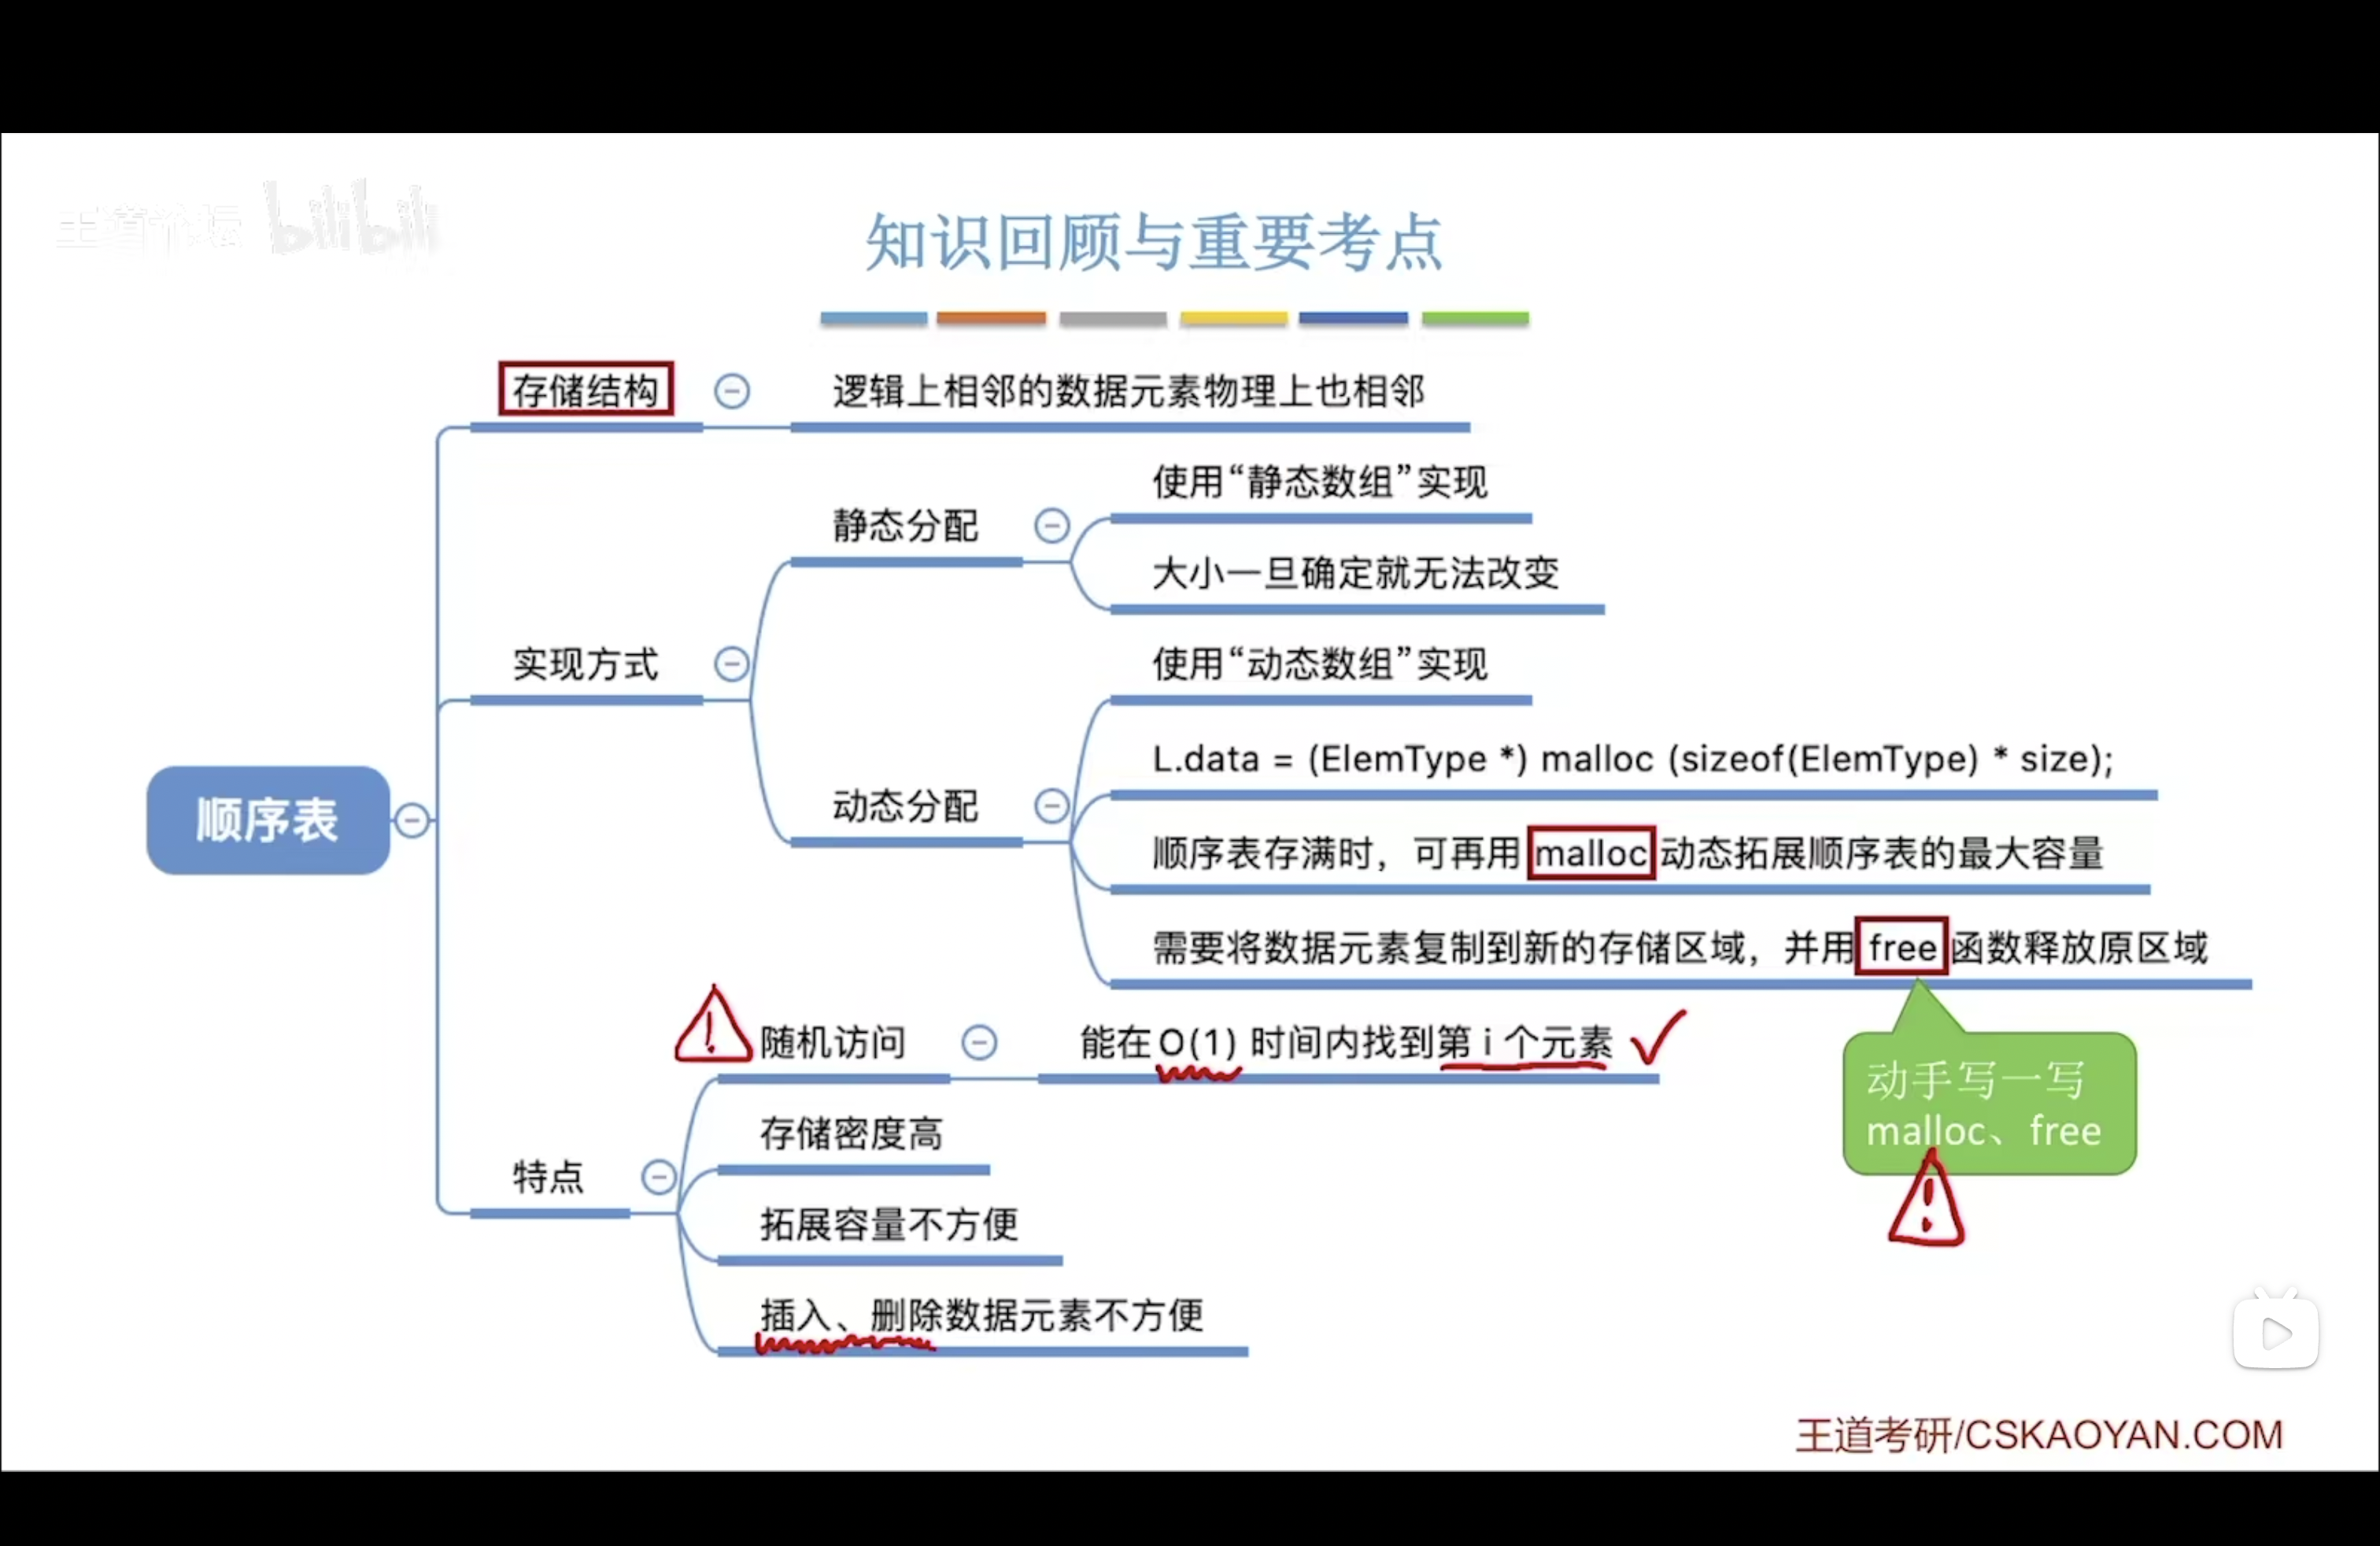 王道论坛 bilibili
知识回顾与重要考点
存储结构
逻辑上相邻的数据元素物理上也相邻
使用“静态数组”实现
静态分配
大小一旦确定就无法改变
实现方式
使用“动态数组”实现
L.data = (ElemType *) malloc (sizeof(ElemType) * size);
动态分配
顺序表
顺序表存满时，可再用 malloc 动态拓展顺序表的最大容量
需要将数据元素复制到新的存储区域，并用 free 函数释放原区域
随机访问
能在 O(1) 时间内找到第 i 个元素
动手写一写
malloc、free
存储密度高
特点
拓展容量不方便
插入、删除数据元素不方便
王道考研/CSKAOYAN.COM